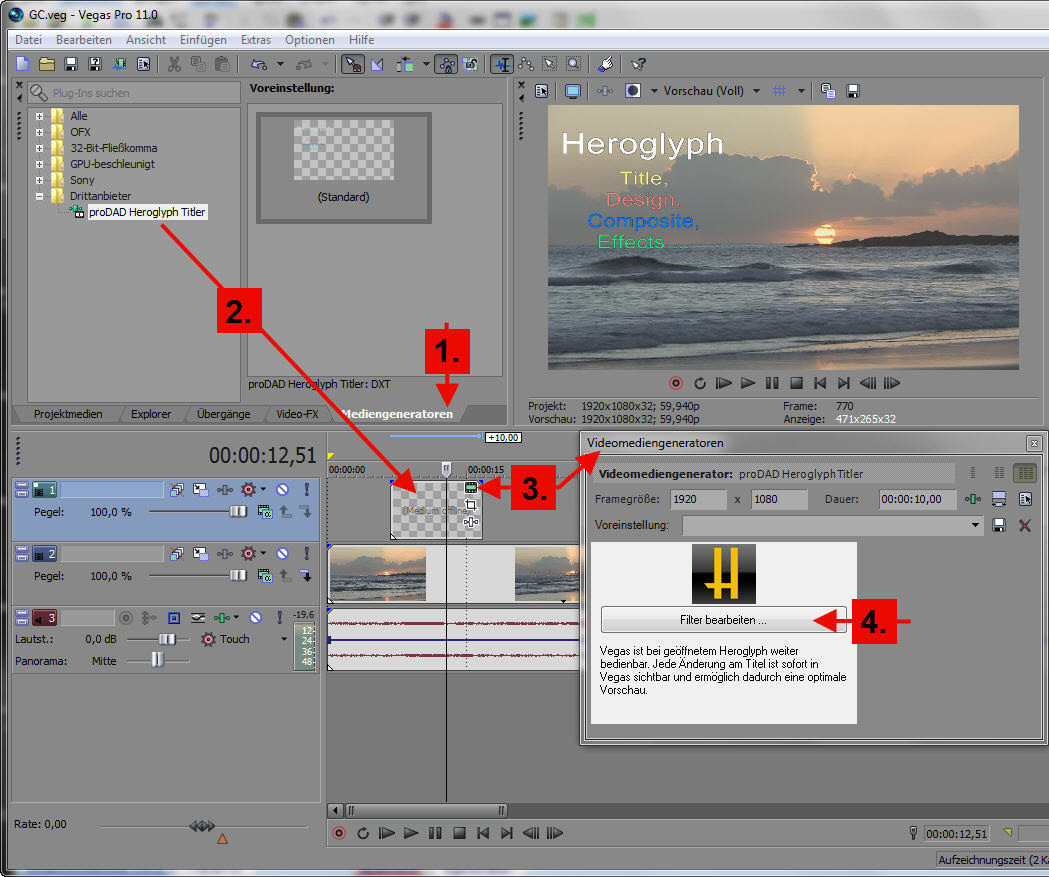 GC.veg - Vegas Pro 11.0
Datei Bearbeiten Ansicht Einfügen Extras Optionen Hilfe
Plug-Ins suchen
Alle
OFX
32-Bit-Fließkomma
GPU-beschleunigt
Sony
Drittanbieter
proDAD Heroglyph Titler
Voreinstellung:
(Standard)
proDAD Heroglyph Titler: DXT
2.
1.
Projektmedien Explorer Übergänge Video-FX Mediengeneratoren
Vorschau (Voll)
Heroglyph
Title,
Design,
Composite,
Effects ...
Projekt: 1920x1080x32; 59,940p Frame: 770
Vorschau: 1920x1080x32; 59,940p Anzeige: 471x265x32
00:00:12,51
+10,00
00:00:00 00:00:15
1
Pegel: 100,0 %
(Medium offline)
3.
2
Pegel: 100,0 %
3 -19,6
Lautst.: 0,0 dB Touch
Panorama: Mitte
12
24
36
48
Rate: 0,00
Videomediengeneratoren
Videomediengenerator: proDAD HeroglyphTitler
Framegröße: 1920 x 1080 Dauer: 00:00:10,00
Voreinstellung:
Filter bearbeiten ...
4.
Vegas ist bei geöffnetem Heroglyph weiter
bedienbar. Jede Änderung am Titel ist sofort in
Vegas sichtbar und ermöglich dadurch eine optimale
Vorschau.
00:00:12,51
Aufzeichnungszeit (2 Ka